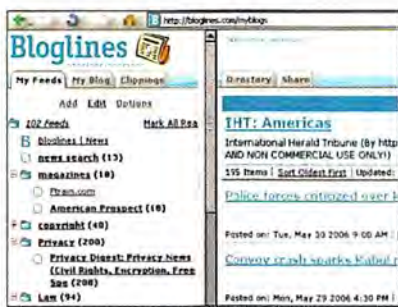 http://bloglines.com/myblogs
Bloglines
My Feeds My Blog Clippings
Add Edit Options
102 Feeds Mark All Rea
Bloglines | News
news search (13)
magazines (18)
Ftrain.com
American Prospect (18)
copyright (40)
Privacy (200)
Privacy Digest: Privacy News
(Civil Rights, Encryption, Free
Spe (200)
Law (94)
Directory Share
IHT: Americas
International Herald Tribune (By http
AND NON COMMERCIAL USE ONLY!)
195 Items | Sort Oldest First | Updated:
Police forces critized over k
Posted on: Tue, May 30 2006 9:00 AM
Convoy crash sparks Kabul r
Posted on: Mon, May 29 2006 4:30 PM